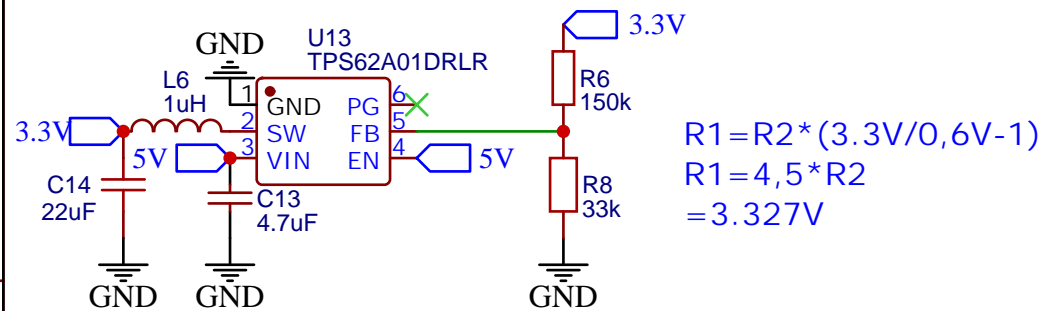 3.3V
GND
U13
TPS62A01DRLR
L6
1uH
R6
150k
1
GND
PG
6
3.3V
2
SW
FB
5
5V
3
VIN
EN
4
5V
R1=R2*(3.3V/0,6V-1)
R1=4,5*R2
=3.327V
C14
22uF
C13
4.7uF
R8
33k
GND
GND
GND